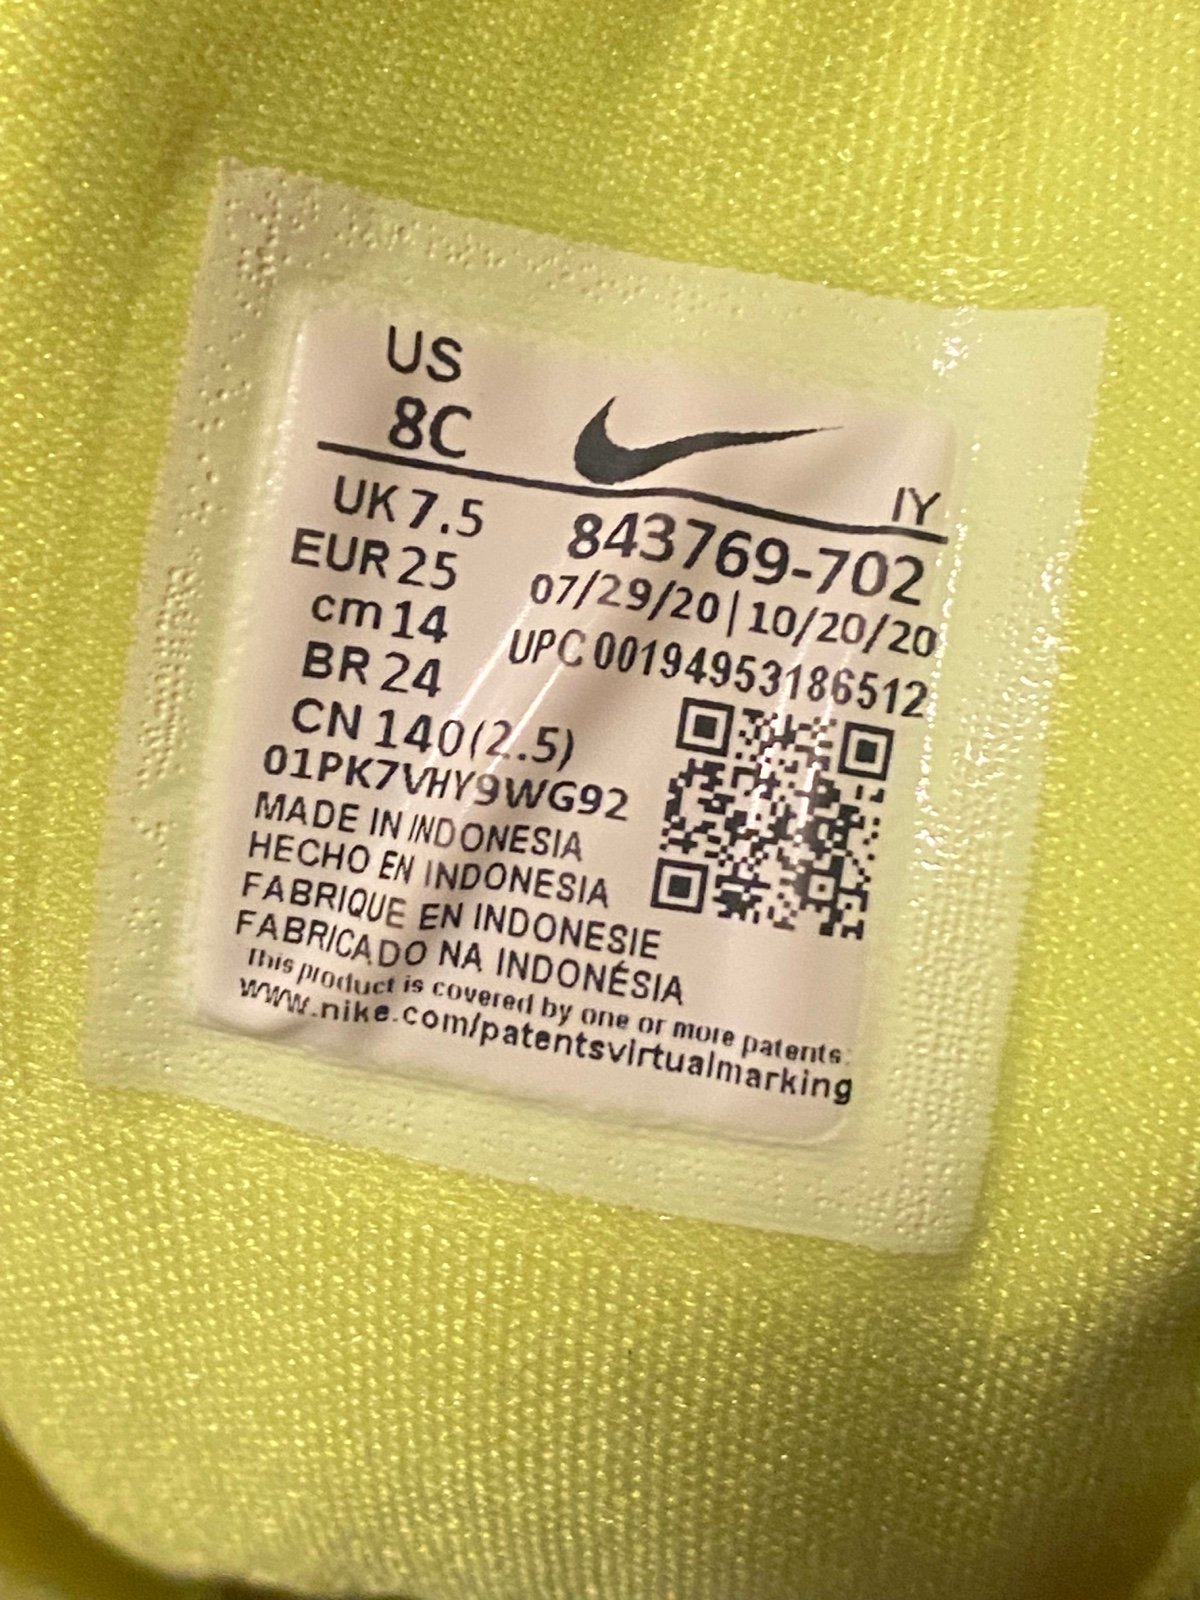 US
8C
IY
UK 7.5
843769-702
EUR 25
07/29/20 | 10/20/20
cm 14
UPC 00194953186512
BR 24
CN 140(2.5)
01PK7VHY9WG92
MADE IN INDONESIA
HECHO EN INDONESIA
FABRIQUE EN INDONESIE
FABRICADO NA INDONÉSIA
This product is covered by one or more patents:
www.nike.com/patentsvirtualmarking